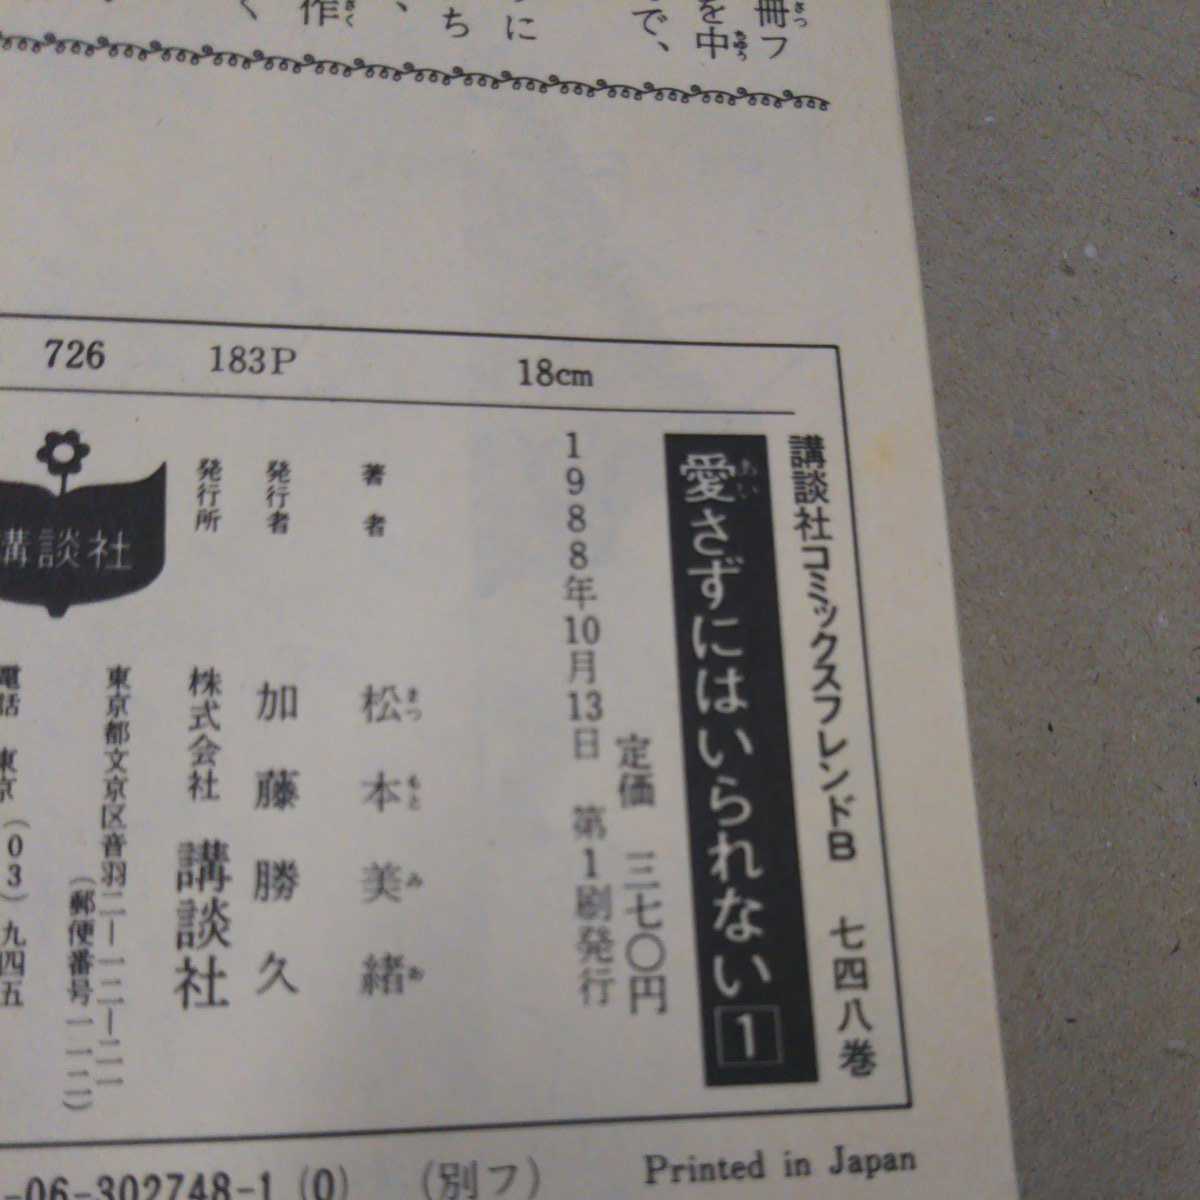 冊フ
を中
で、
に
ち
、
作
く
726 183P 18cm
講談社コミックスフレンドB 七四八巻
愛さずにはいられない 1
定価 三七〇円
1988年10月13日 第1刷発行
著者 松本美緒
発行者 加藤勝久
発行所 株式会社 講談社
東京都文京区音羽二―一二―二一
(郵便番号一一二)
電話 東京(03)九四五
講談社
-06-302748-1 (0) (別フ)
Printed in Japan